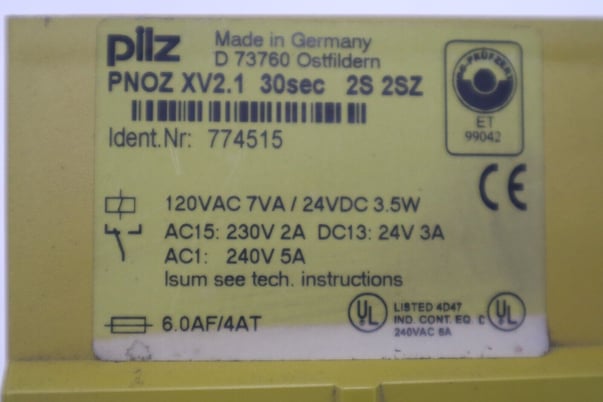 pilz
Made in Germany
D 73760 Ostfildern
PNOZ XV2.1 30sec 2S 2SZ
Ident.Nr: 774515
ET
99042
CE
120VAC 7VA / 24VDC 3.5W
AC15: 230V 2A DC13: 24V 3A
AC1: 240V 5A
Isum see tech. instructions
6.0AF/4AT
UL
LISTED 4D47
IND. CONT. EQ.
240VAC 6A
C UL